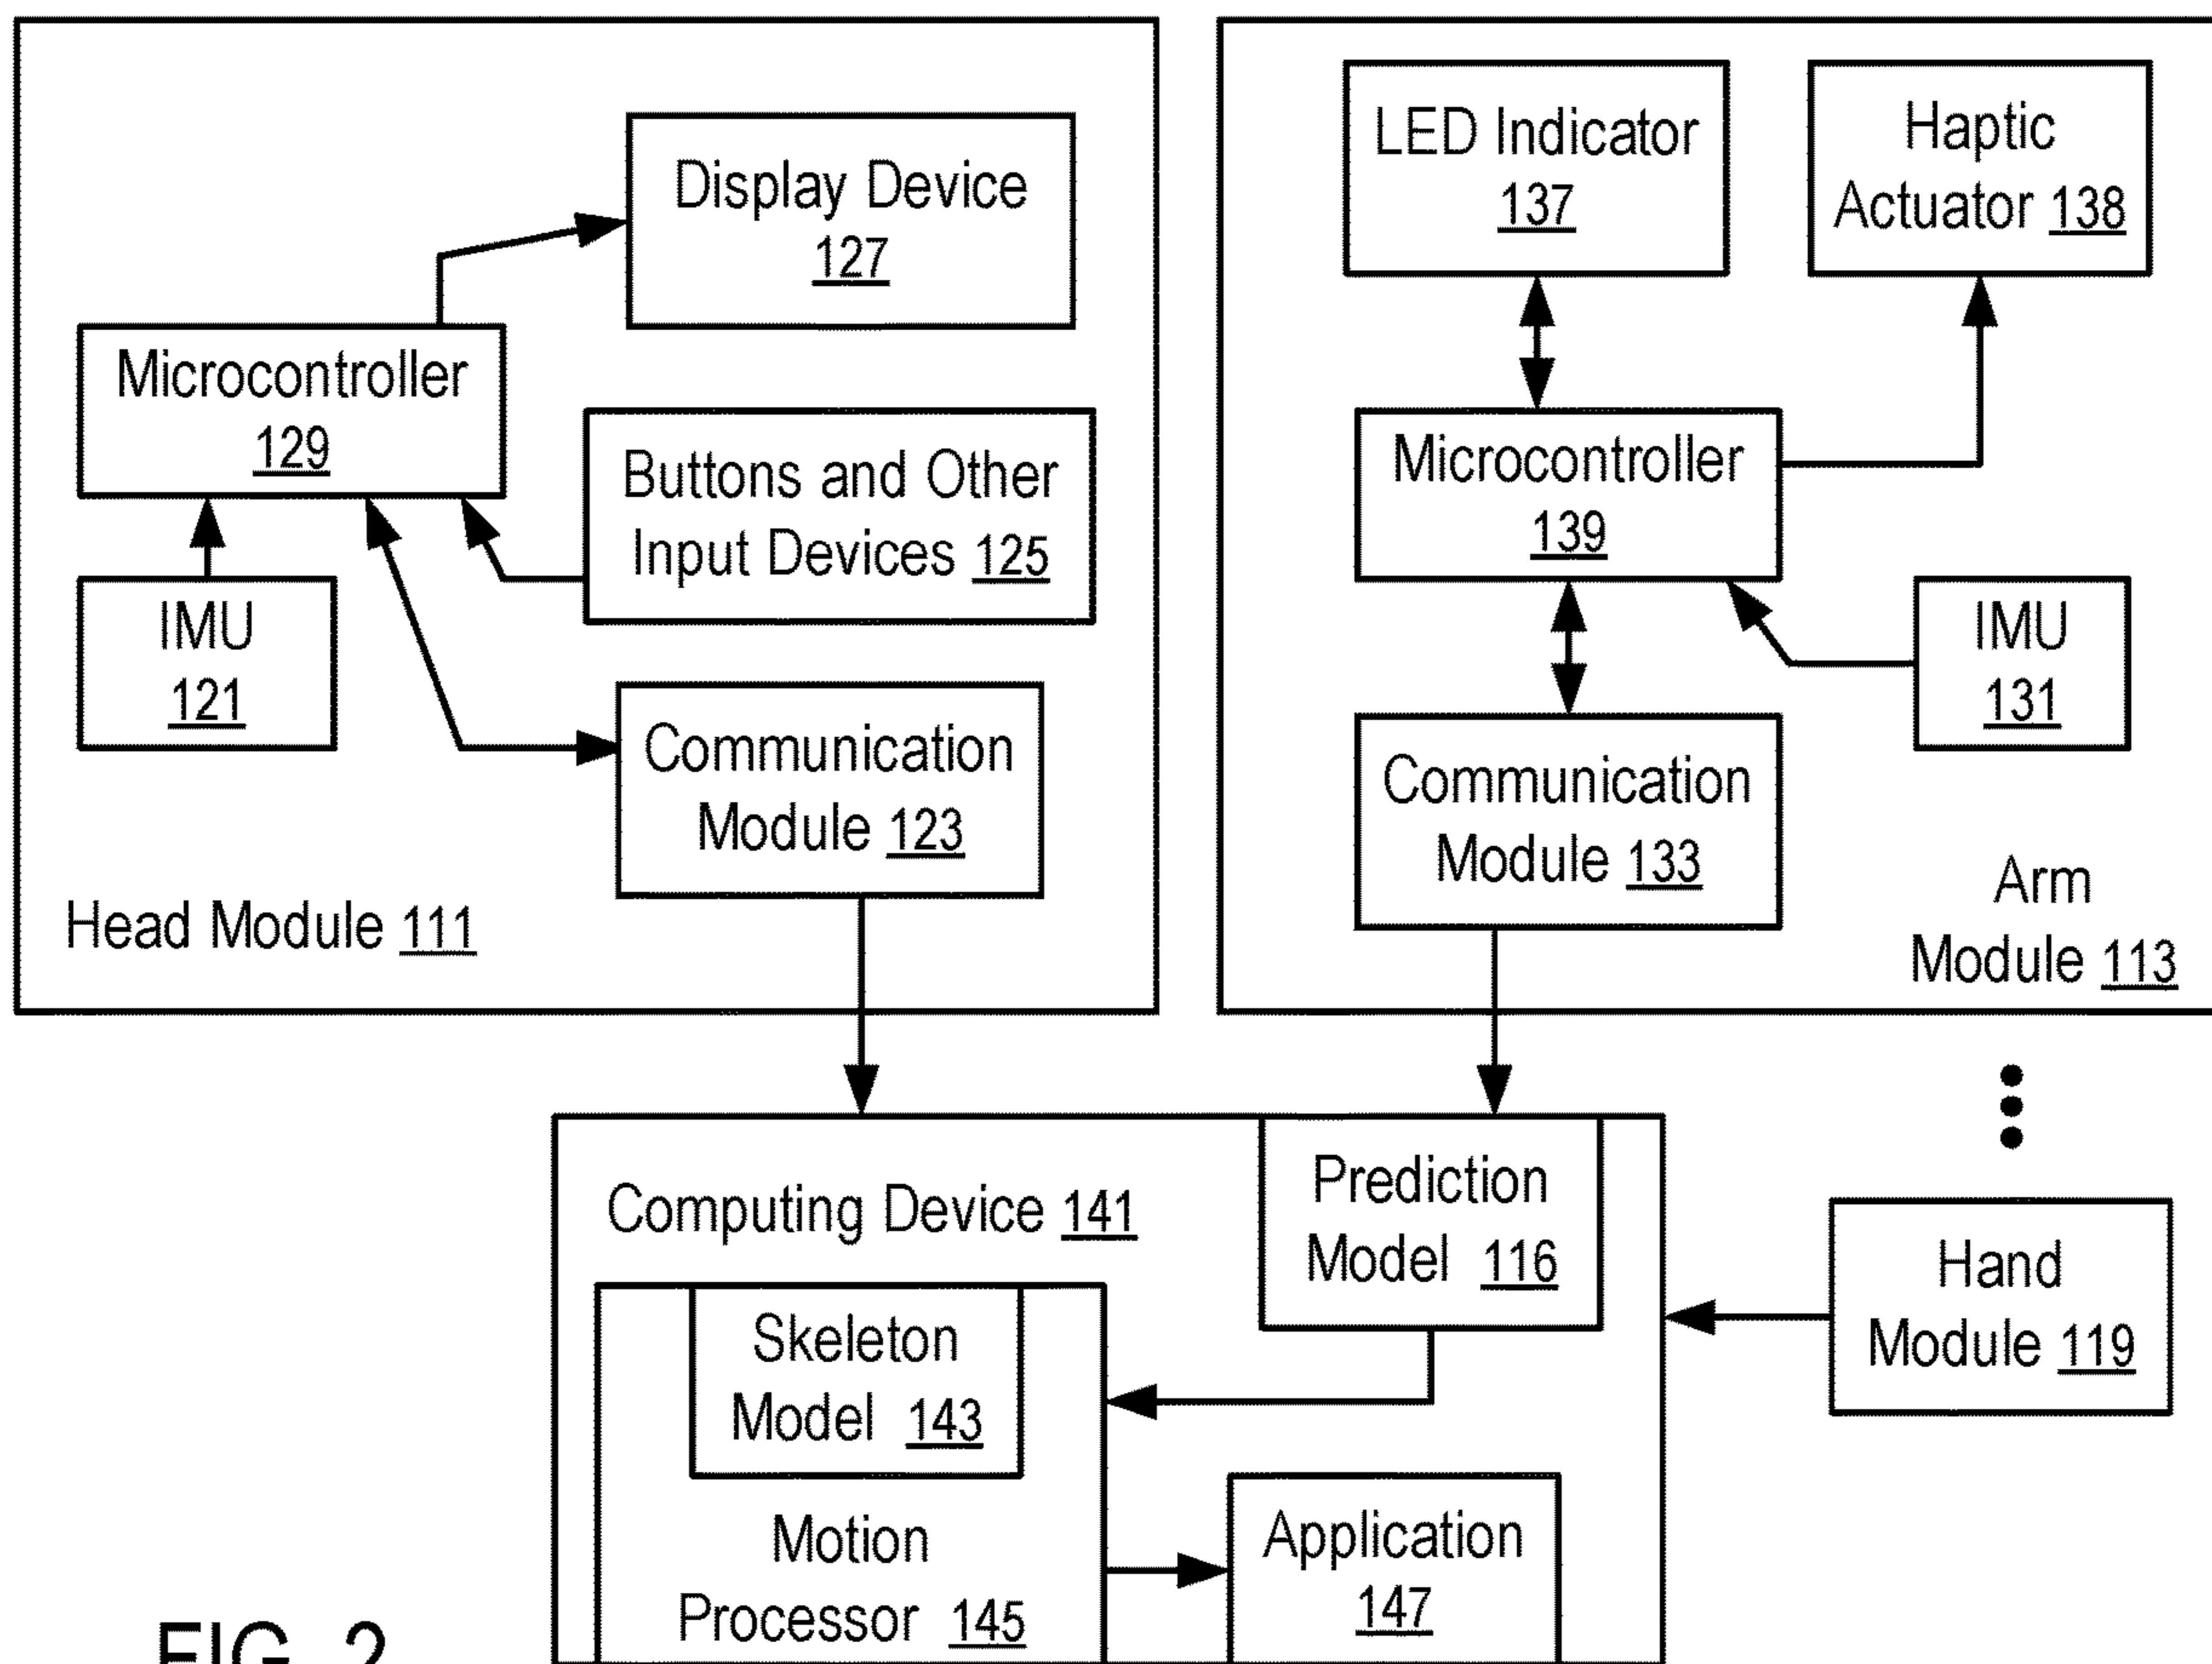 Display Device
127
Microcontroller
129
Buttons and Other
Input Devices 125
IMU
121
Communication
Module 123
Head Module 111
LED Indicator
137
Haptic
Actuator 138
Microcontroller
139
IMU
131
Communication
Module 133
Arm
Module 113
Computing Device 141
Prediction
Model 116
Skeleton
Model 143
Motion
Processor 145
Application
147
Hand
Module 119
FIG. 2